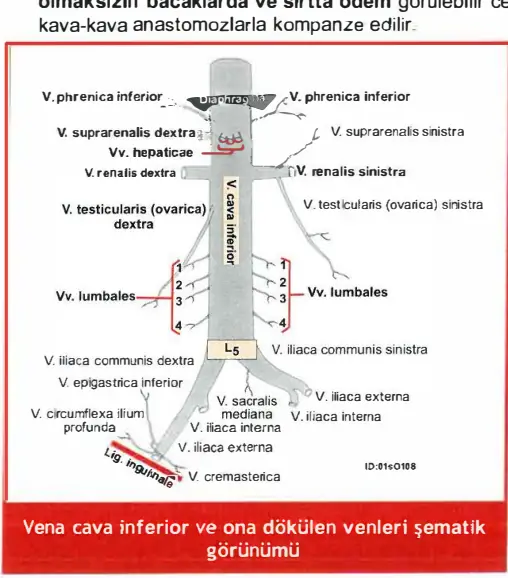 olmaksızın bacaklarda ve sırtta ödem görülebilir
kava-kava anastomozlarla kompanze edilir.
V. phrenica inferior
Diaphragma
V. phrenica inferior
V. suprarenalis dextra
V. suprarenalis sinistra
Vv. hepaticae
V. renalis dextra
V. renalis sinistra
V. cava inferior
V. testicularis (ovarica)
dextra
V. testicularis (ovarica) sinistra
1
2
3
4
1
2
3
4
Vv. lumbales
Vv. lumbales
L5
V. iliaca communis dextra
V. iliaca communis sinistra
V. epigastrica inferior
V. sacralis
mediana
V. iliaca externa
V. circumflexa ilium
profunda
V. iliaca interna
V. iliaca interna
V. iliaca externa
Lig. inguinale
V. cremasterica
ID:01s0108
Vena cava inferior ve ona dökülen venleri şematik
görünümü